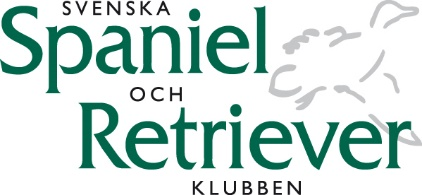 SVENSKA
Spaniel
OCH
Retriever
KLUBBEN